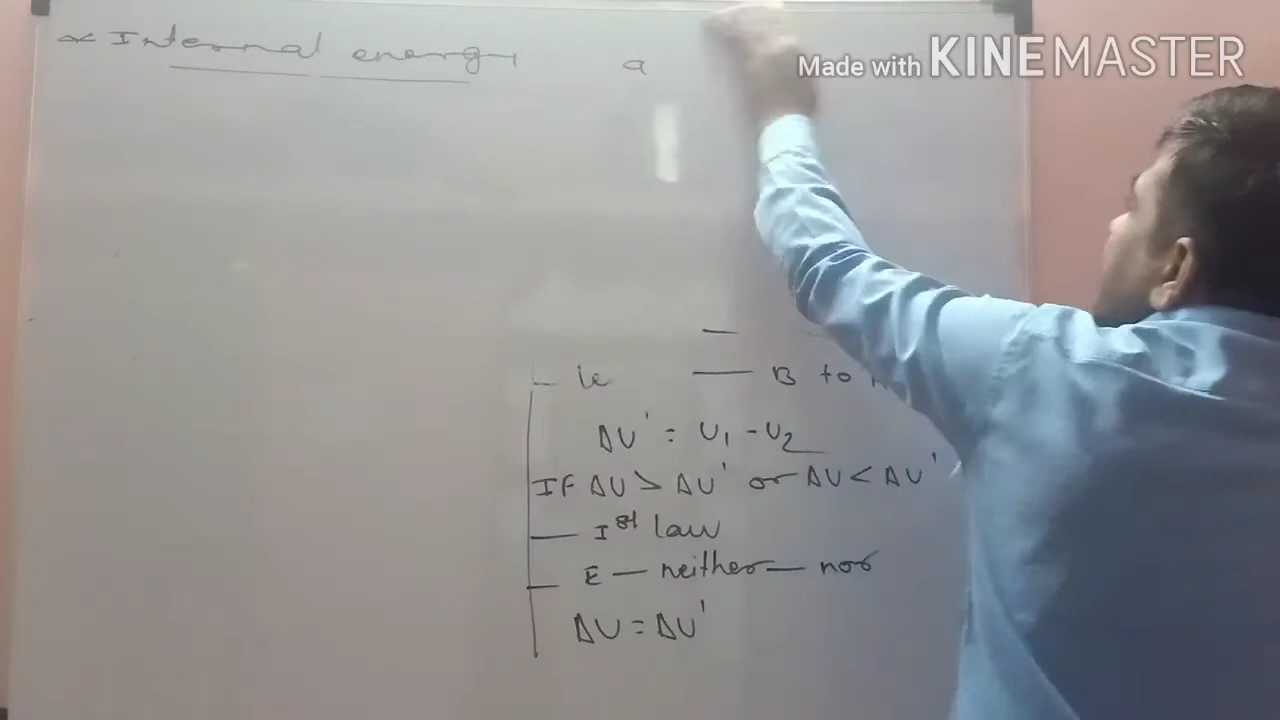 Internal energy a
Made with KINEMASTER
— ie — B to
ΔU' = U₁ - U₂
IF ΔU > ΔU' or ΔU < ΔU'
— Iˢᵗ law
— E — neither — nor
ΔU = ΔU'